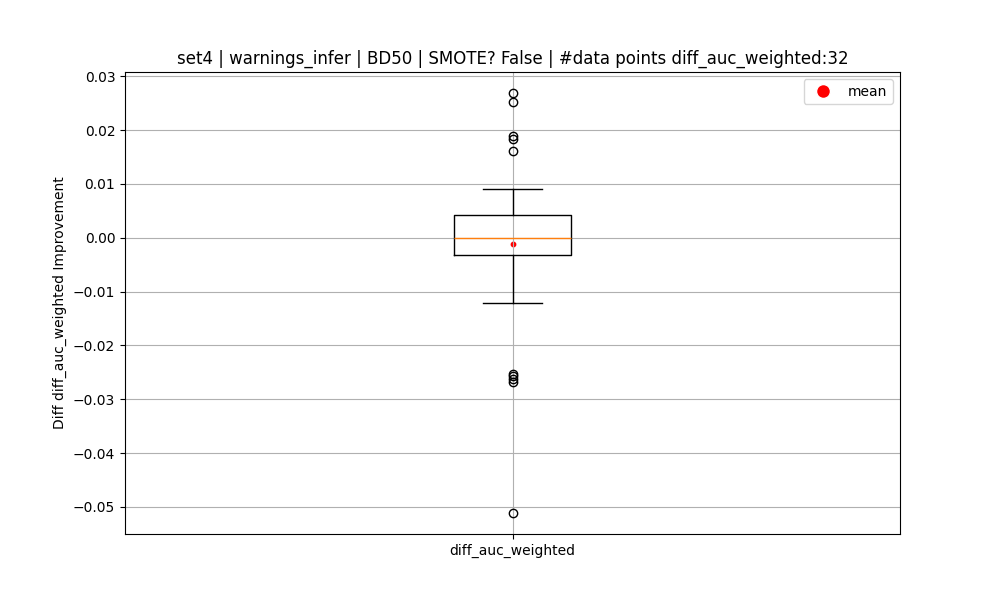 set4 | warnings_infer | BD50 | SMOTE? False | #data points diff_auc_weighted:32
mean
0.03
0.02
0.01
0.00
−0.01
−0.02
−0.03
−0.04
−0.05
Diff diff_auc_weighted Improvement
diff_auc_weighted